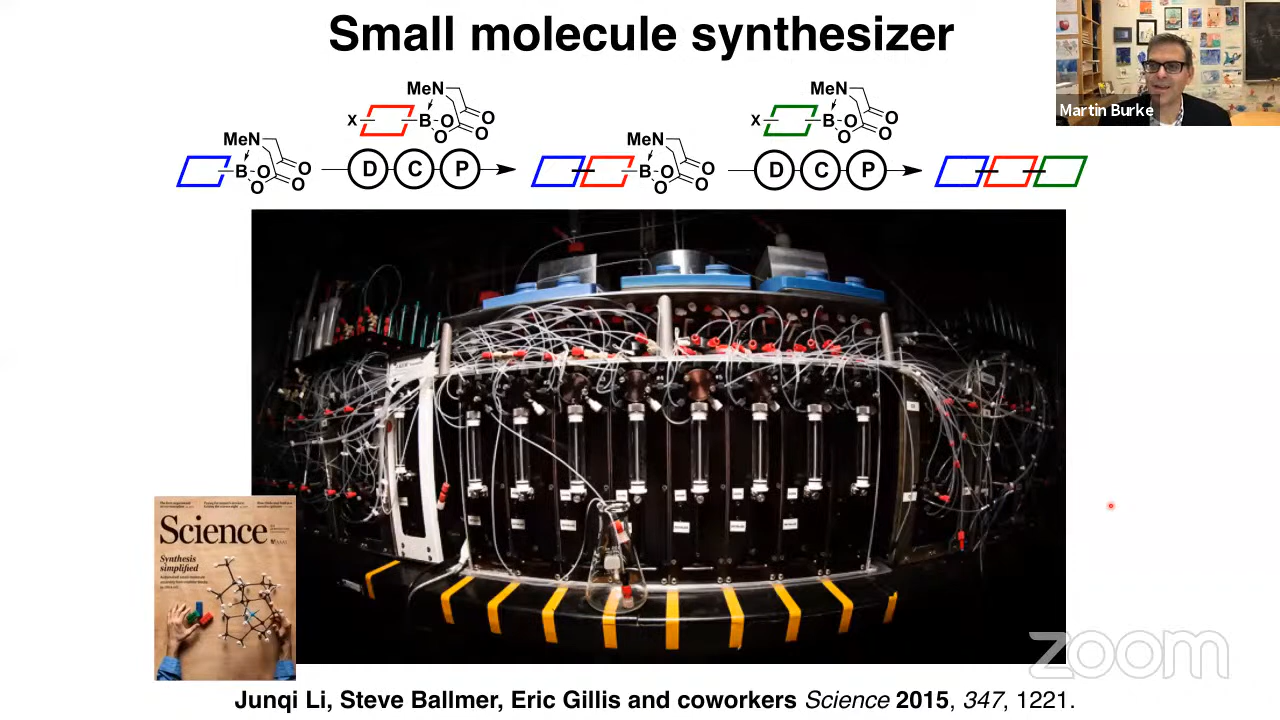 Small molecule synthesizer
Martin Burke
MeN
B
O
O
O
O
D C P
X
MeN
B
O
O
O
O
MeN
B
O
O
O
O
D C P
X
MeN
B
O
O
O
O
Science
AAAS
Synthesis
simplified
zoom
Junqi Li, Steve Ballmer, Eric Gillis and coworkers Science 2015, 347, 1221.